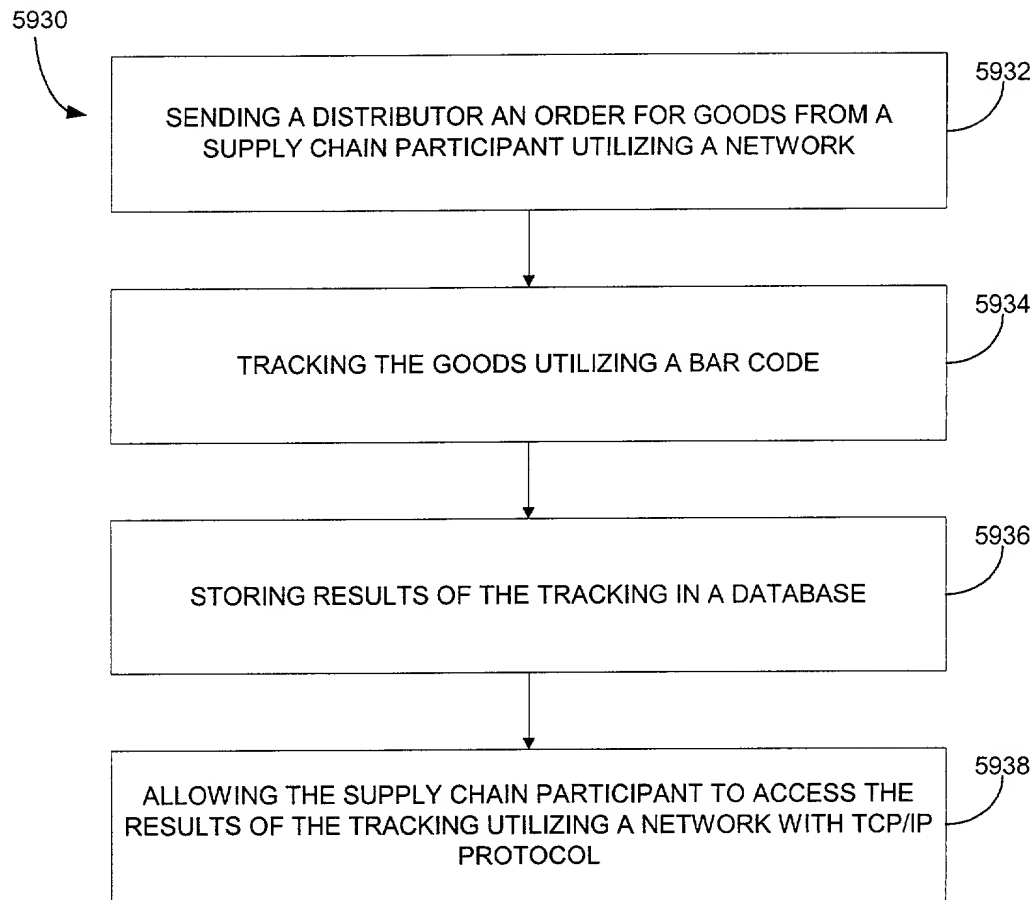 5930
5932
SENDING A DISTRIBUTOR AN ORDER FOR GOODS FROM A
SUPPLY CHAIN PARTICIPANT UTILIZING A NETWORK
5934
TRACKING THE GOODS UTILIZING A BAR CODE
5936
STORING RESULTS OF THE TRACKING IN A DATABASE
5938
ALLOWING THE SUPPLY CHAIN PARTICIPANT TO ACCESS THE
RESULTS OF THE TRACKING UTILIZING A NETWORK WITH TCP/IP
PROTOCOL